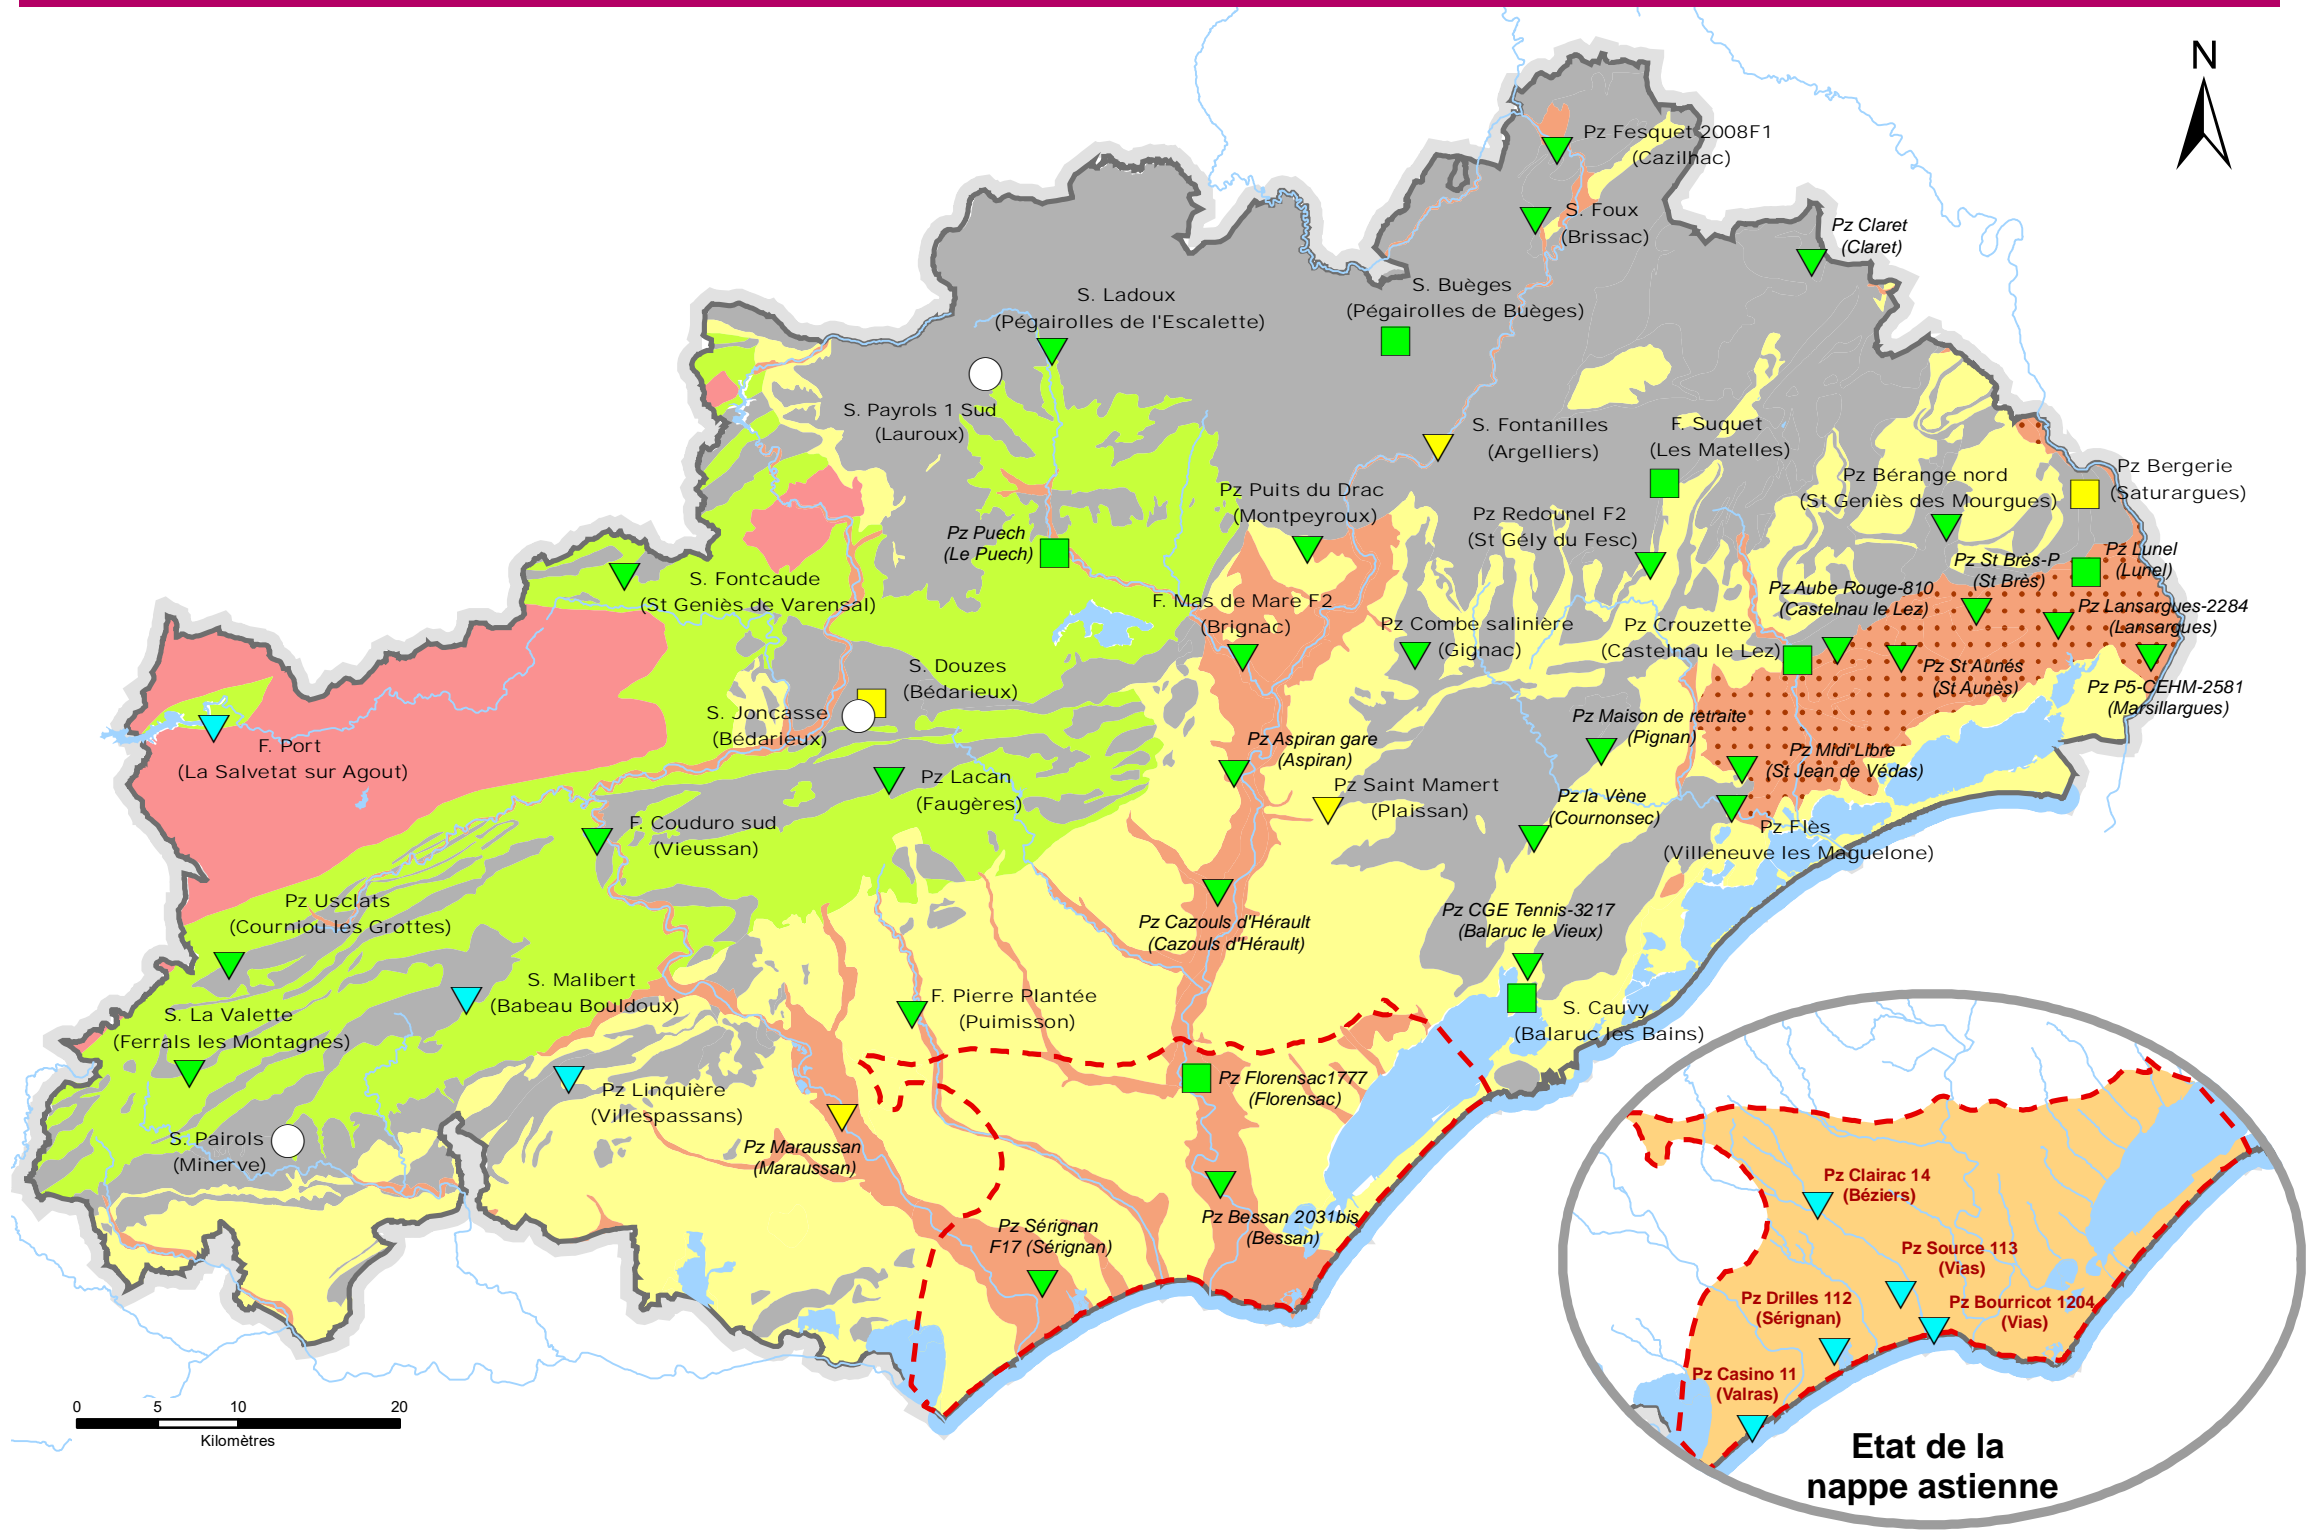 N
Pz Fesquet 2008F1
(Cazilhac)
S. Foux
(Brissac)
Pz Claret
(Claret)
S. Buèges
(Pégairolles de Buèges)
S. Ladoux
(Pégairolles de l'Escalette)
S. Payrols 1 Sud
(Lauroux)
S. Fontanilles
(Argelliers)
F. Suquet
(Les Matelles)
Pz Bérange nord
(St Geniès des Mourgues)
Pz Bergerie
(Saturargues)
Pz Puits du Drac
(Montpeyroux)
Pz Redounel F2
(St Gély du Fesc)
Pz Puech
(Le Puech)
Pz St Brès-P
(St Brès)
Pz Lunel
(Lunel)
S. Fontcaude
(St Geniès de Varensal)
F. Mas de Mare F2
(Brignac)
Pz Aube Rouge-810
(Castelnau le Lez)
Pz Lansargues-2284
(Lansargues)
Pz Combe salinière
(Gignac)
Pz Crouzette
(Castelnau le Lez)
S. Douzes
(Bédarieux)
Pz St Aunés
(St Aunès)
Pz P5-CEHM-2581
(Marsillargues)
S. Joncasse
(Bédarieux)
Pz Maison de retraite
(Pignan)
F. Port
(La Salvetat sur Agout)
Pz Aspiran gare
(Aspiran)
Pz Midi Libre
(St Jean de Védas)
Pz Lacan
(Faugères)
Pz Saint Mamert
(Plaissan)
Pz la Vène
(Cournonsec)
F. Couduro sud
(Vieussan)
Pz Flès
(Villeneuve les Maguelone)
Pz Usclats
(Courniou les Grottes)
Pz Cazouls d'Hérault
(Cazouls d'Hérault)
Pz CGE Tennis-3217
(Balaruc le Vieux)
S. Malibert
(Babeau Bouldoux)
F. Pierre Plantée
(Puimisson)
S. Cauvy
(Balaruc les Bains)
S. La Valette
(Ferrals les Montagnes)
Pz Florensac1777
(Florensac)
Pz Linquière
(Villespassans)
S. Pairols
(Minerve)
Pz Maraussan
(Maraussan)
Pz Sérignan
F17 (Sérignan)
Pz Bessan 2031bis
(Bessan)
Pz Clairac 14
(Béziers)
Pz Source 113
(Vias)
Pz Drilles 112
(Sérignan)
Pz Bourricot 1204
(Vias)
Pz Casino 11
(Valras)
0 5 10 20
Kilomètres
Etat de la
nappe astienne